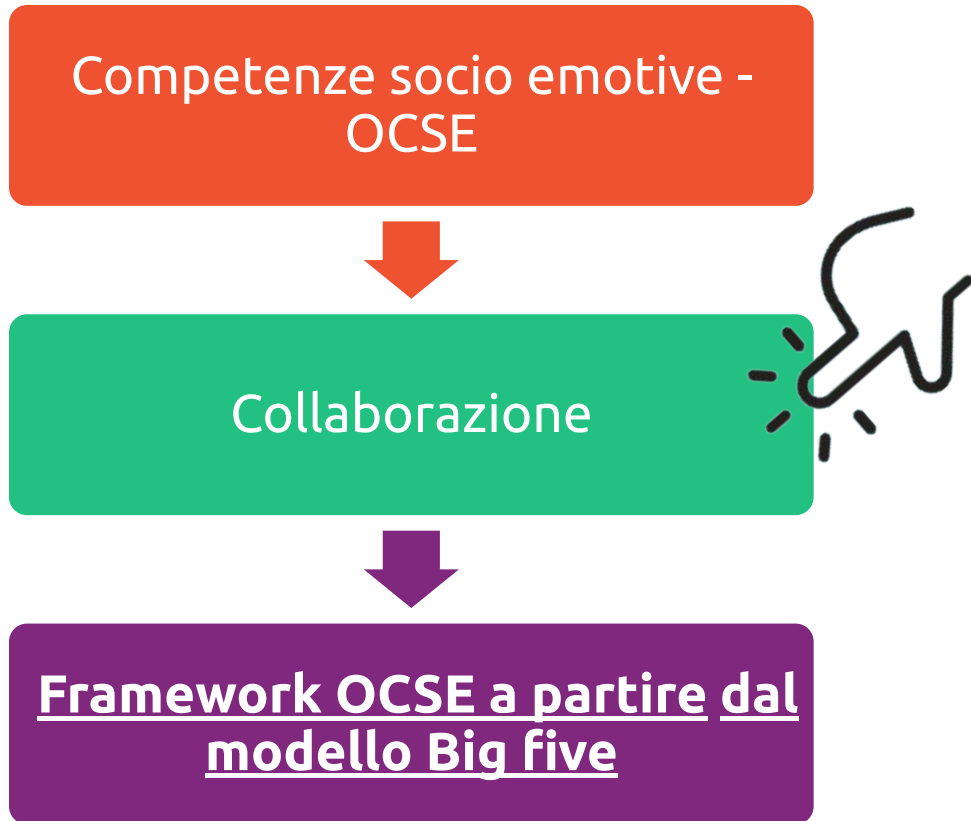 Competenze socio emotive -
OCSE
Collaborazione
Framework OCSE a partire dal
modello Big five